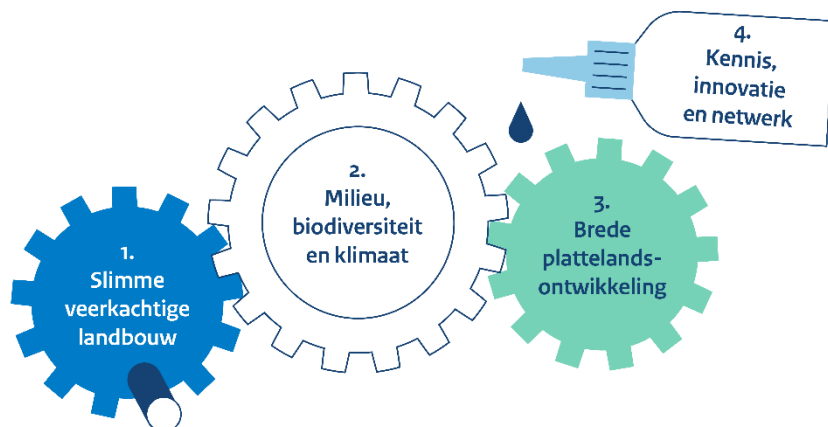 1.
Slimme
veerkachtige
landbouw
2.
Milieu,
biodiversiteit
en klimaat
3.
Brede
plattelands-
ontwikkeling
4.
Kennis,
innovatie
en netwerk